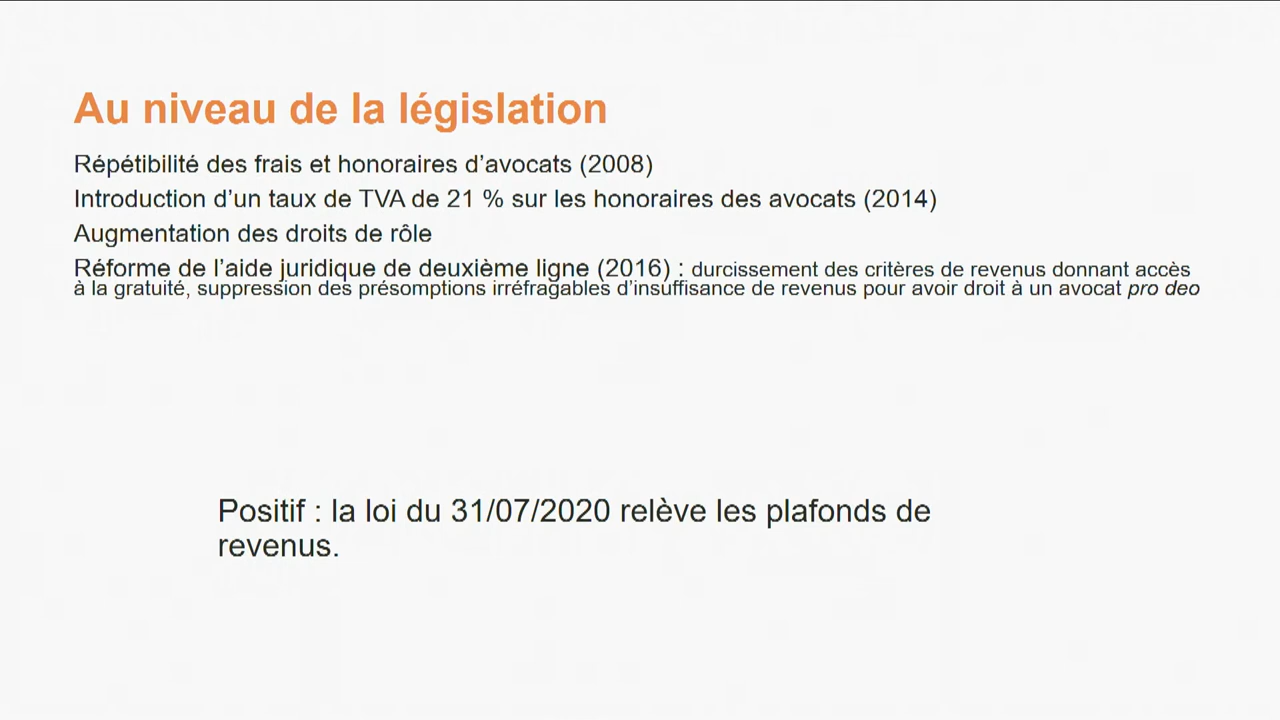 Au niveau de la législation
Répétibilité des frais et honoraires d’avocats (2008)
Introduction d’un taux de TVA de 21 % sur les honoraires des avocats (2014)
Augmentation des droits de rôle
Réforme de l’aide juridique de deuxième ligne (2016) : durcissement des critères de revenus donnant accès
à la gratuité, suppression des présomptions irréfragables d’insuffisance de revenus pour avoir droit à un avocat pro deo
Positif : la loi du 31/07/2020 relève les plafonds de
revenus.